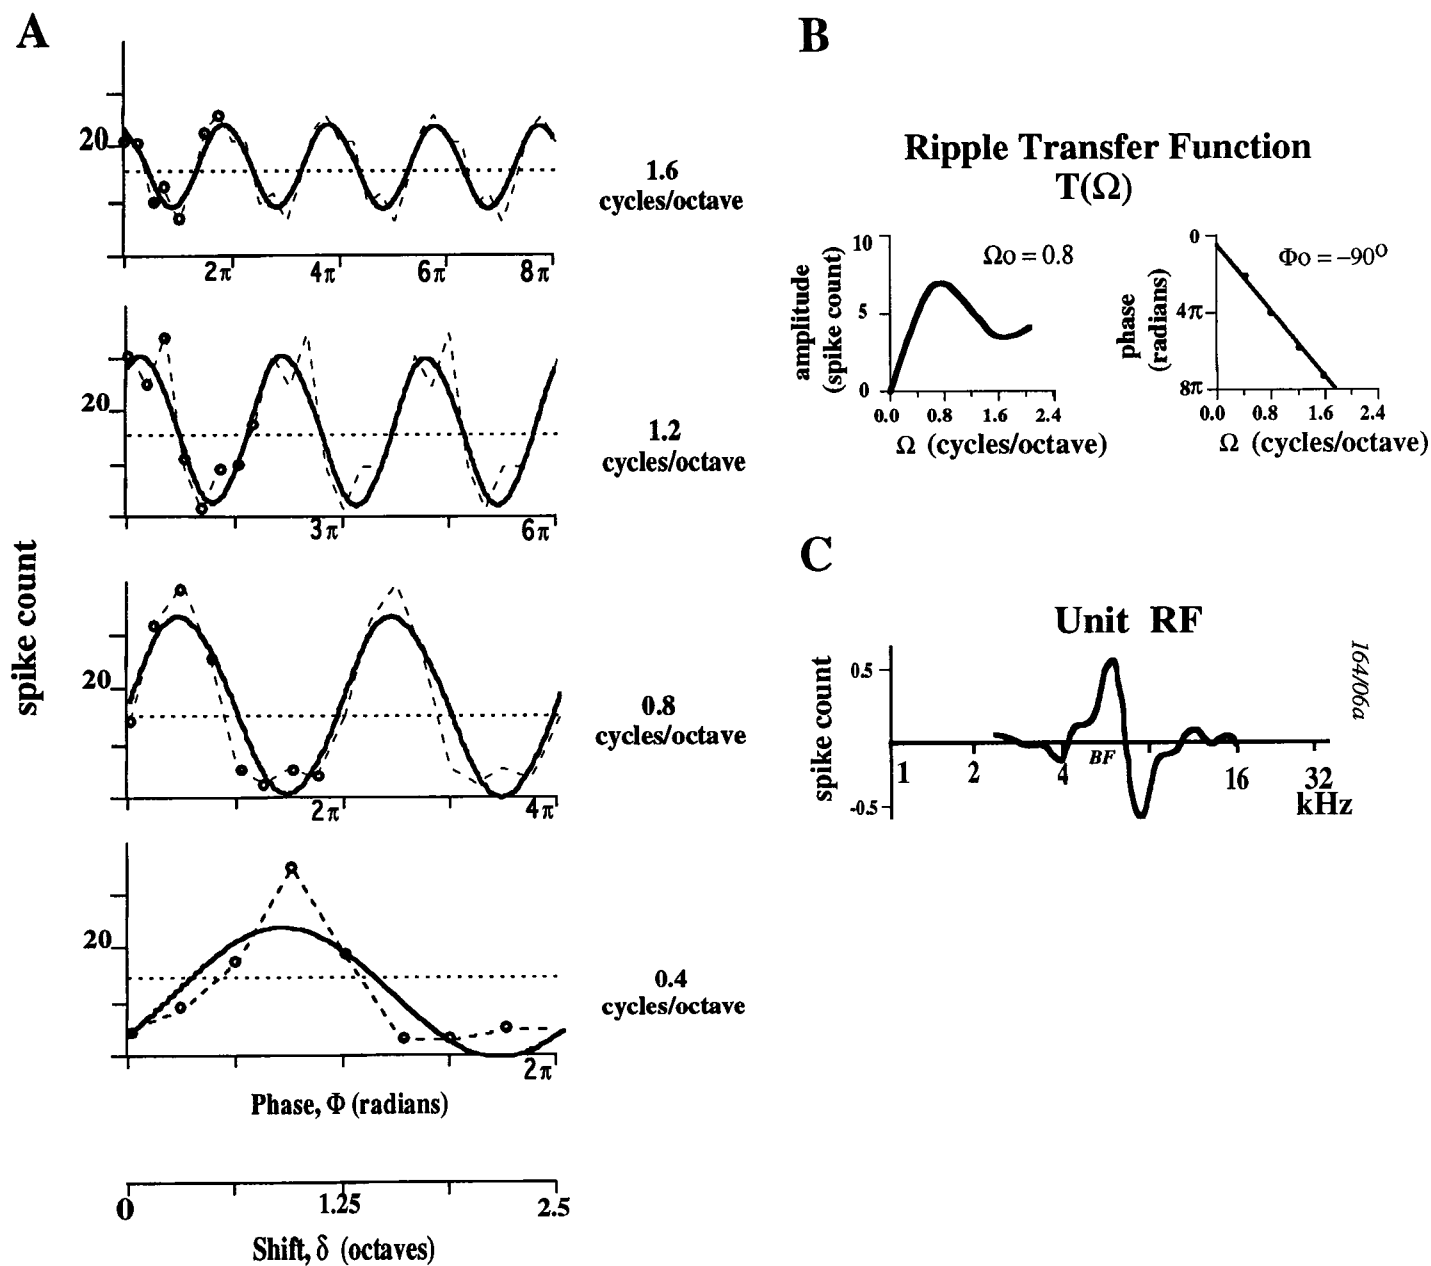 A
spike count
20
2π 4π 6π 8π
1.6
cycles/octave
20
3π 6π
1.2
cycles/octave
20
2π 4π
0.8
cycles/octave
20
2π
0.4
cycles/octave
Phase, Φ (radians)
0 1.25 2.5
Shift, δ (octaves)
B
Ripple Transfer Function
T(Ω)
amplitude
(spike count)
10
5
0
Ωo = 0.8
0.0 0.8 1.6 2.4
Ω (cycles/octave)
phase
(radians)
0
4π
8π
Φo = –90º
0.0 0.8 1.6 2.4
Ω (cycles/octave)
C
Unit RF
spike count
0.5
-0.5
BF
1 2 4 16 32
kHz
164/06a